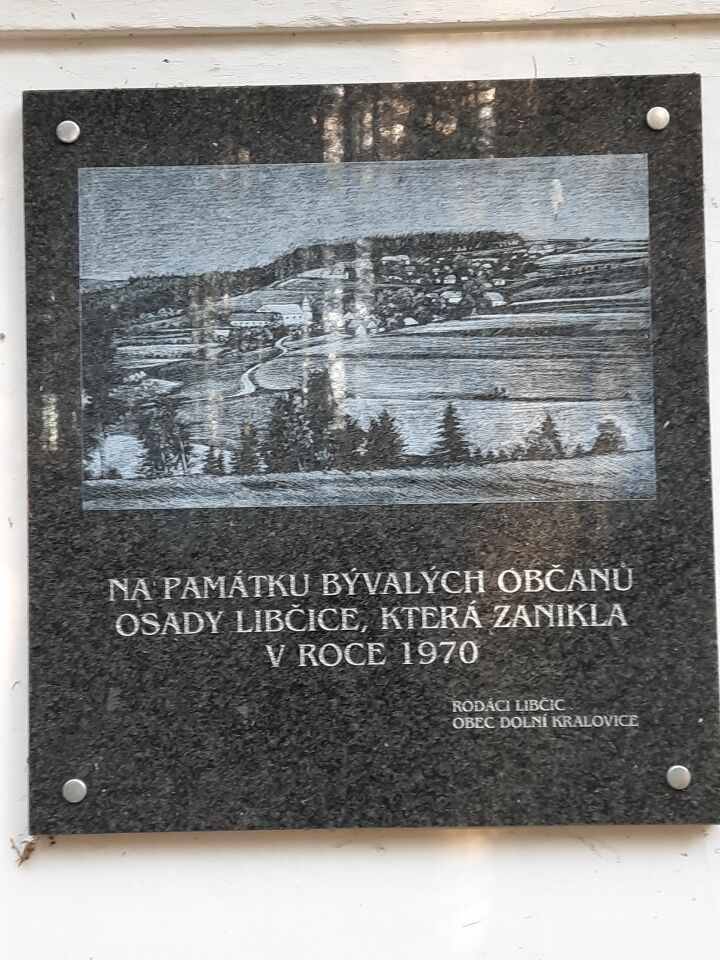 NA PAMÁTKU BÝVALÝCH OBČANŮ
OSADY LIBČICE, KTERÁ ZANIKLA
V ROCE 1970
RODÁCI LIBČIC
OBEC DOLNÍ KRALOVICE